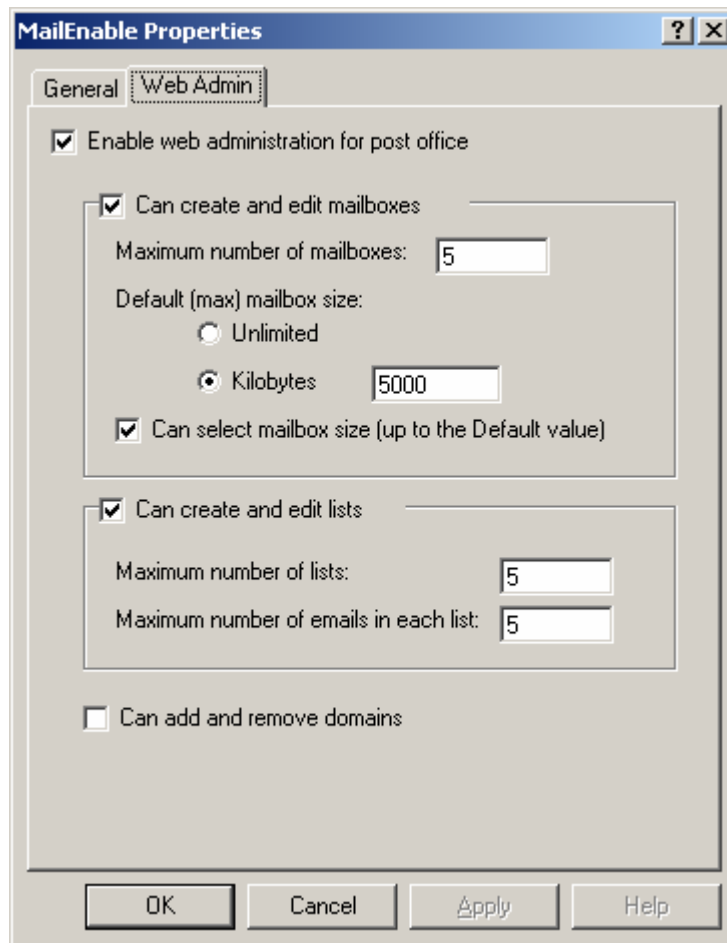 MailEnable Properties
General Web Admin
Enable web administration for post office
Can create and edit mailboxes
Maximum number of mailboxes: 5
Default (max) mailbox size:
Unlimited
Kilobytes 5000
Can select mailbox size (up to the Default value)
Can create and edit lists
Maximum number of lists: 5
Maximum number of emails in each list: 5
Can add and remove domains
OK Cancel Apply Help